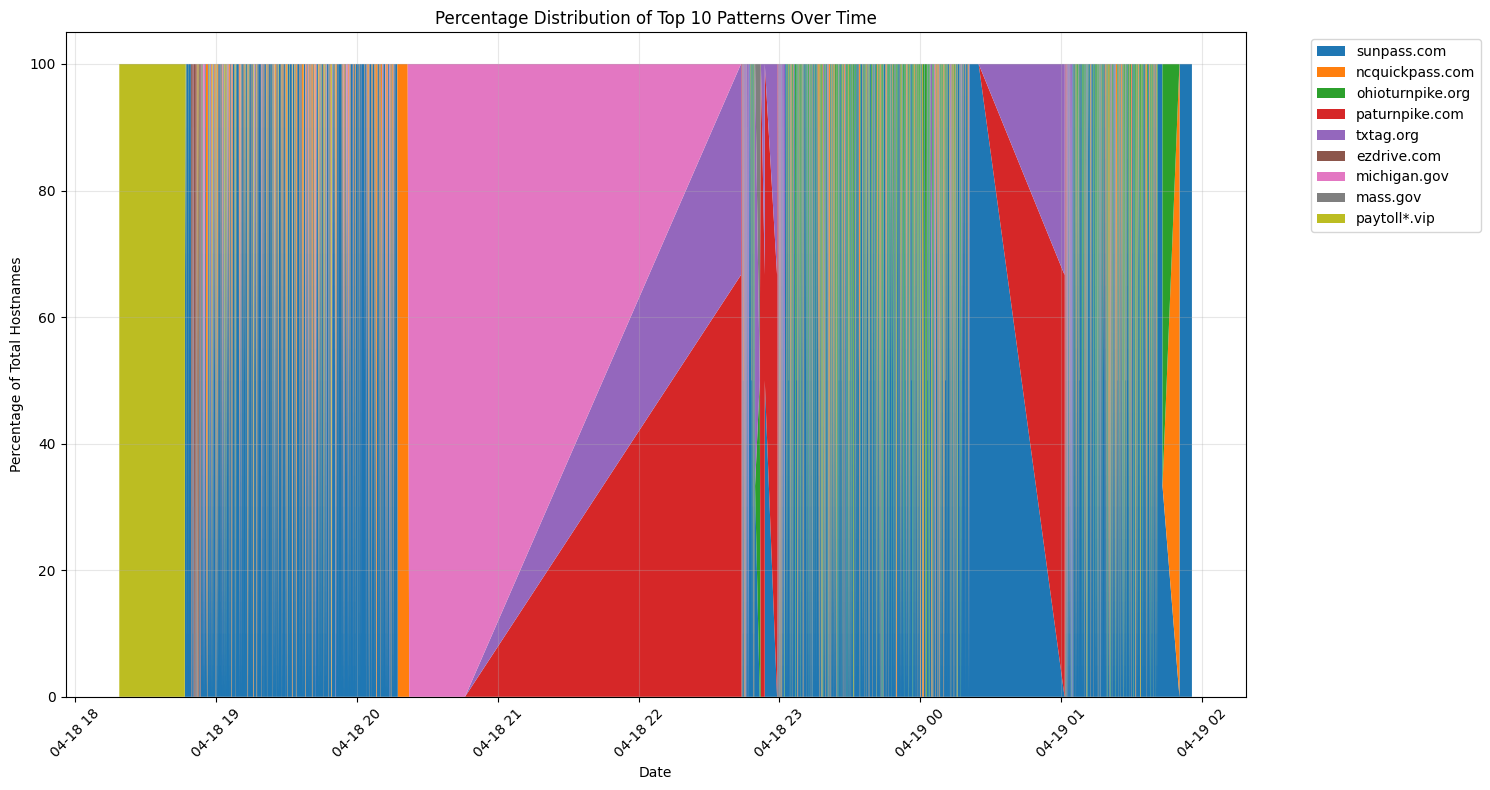 Percentage Distribution of Top 10 Patterns Over Time
Percentage of Total Hostnames
100
80
60
40
20
0
04-18 18
04-18 19
04-18 20
04-18 21
04-18 22
04-18 23
04-19 00
04-19 01
04-19 02
Date
sunpass.com
ncquickpass.com
ohioturnpike.org
paturnpike.com
txtag.org
ezdrive.com
michigan.gov
mass.gov
paytoll*.vip